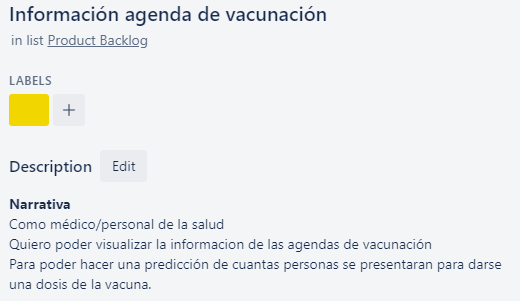 Información agenda de vacunación
in list Product Backlog
LABELS
+
Description Edit
Narrativa
Como médico/personal de la salud
Quiero poder visualizar la informacion de las agendas de vacunación
Para poder hacer una predicción de cuantas personas se presentaran para darse
una dosis de la vacuna.